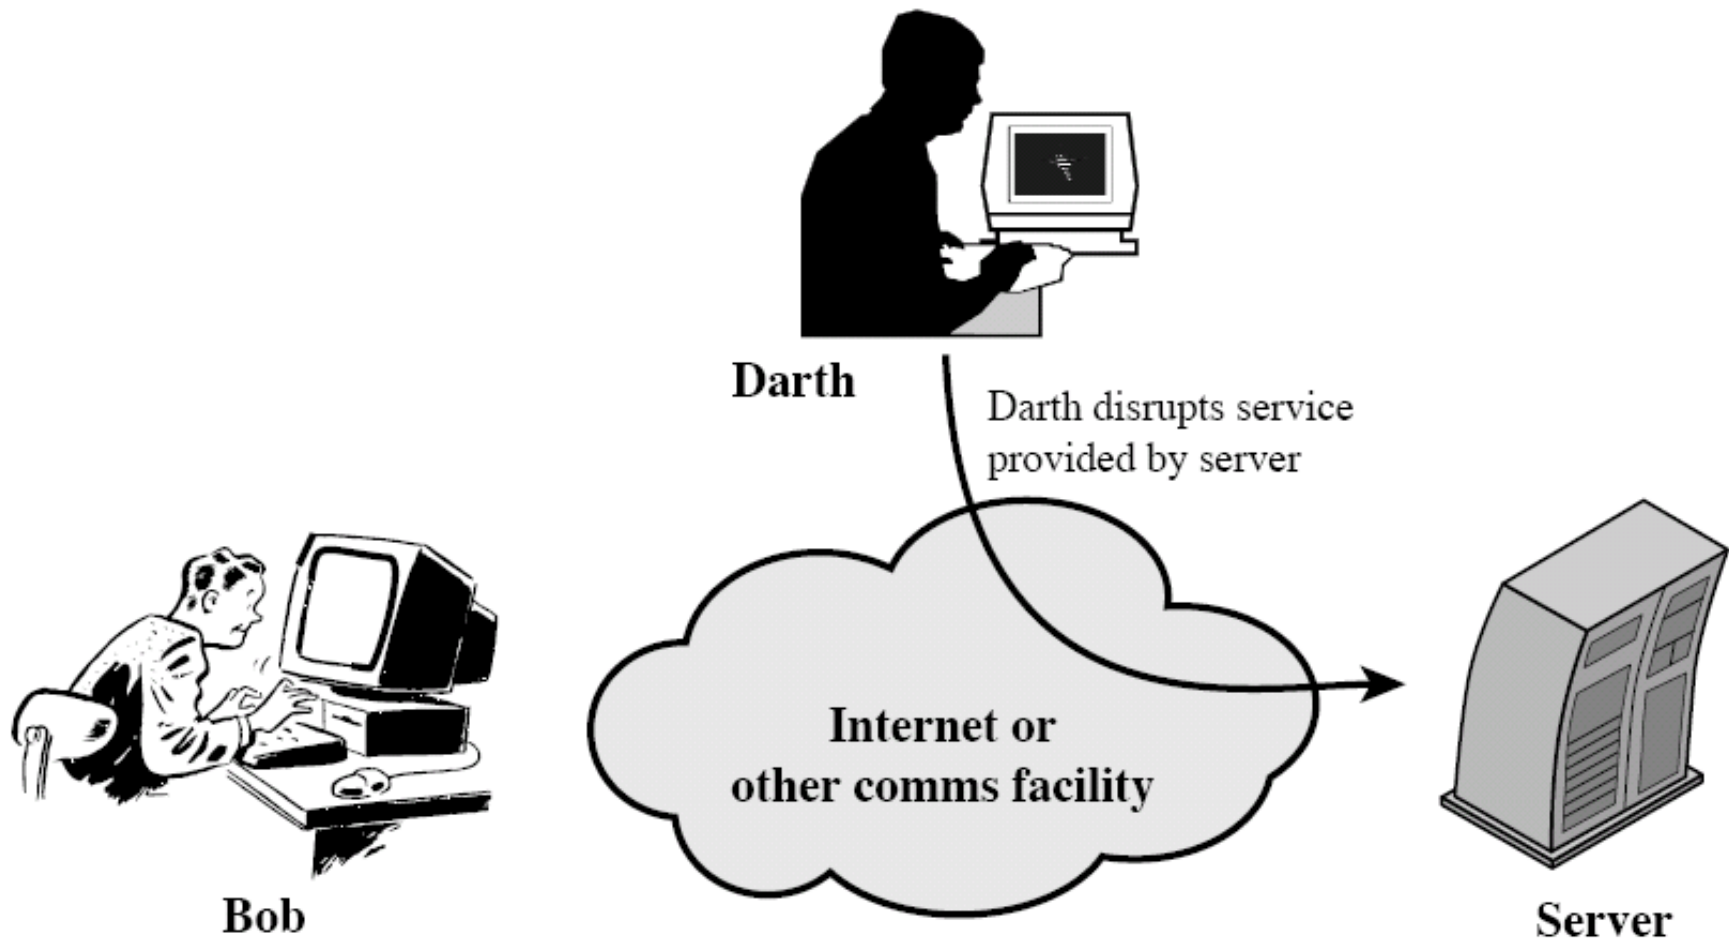 Darth
Darth disrupts service
provided by server
Internet or
other comms facility
Bob
Server